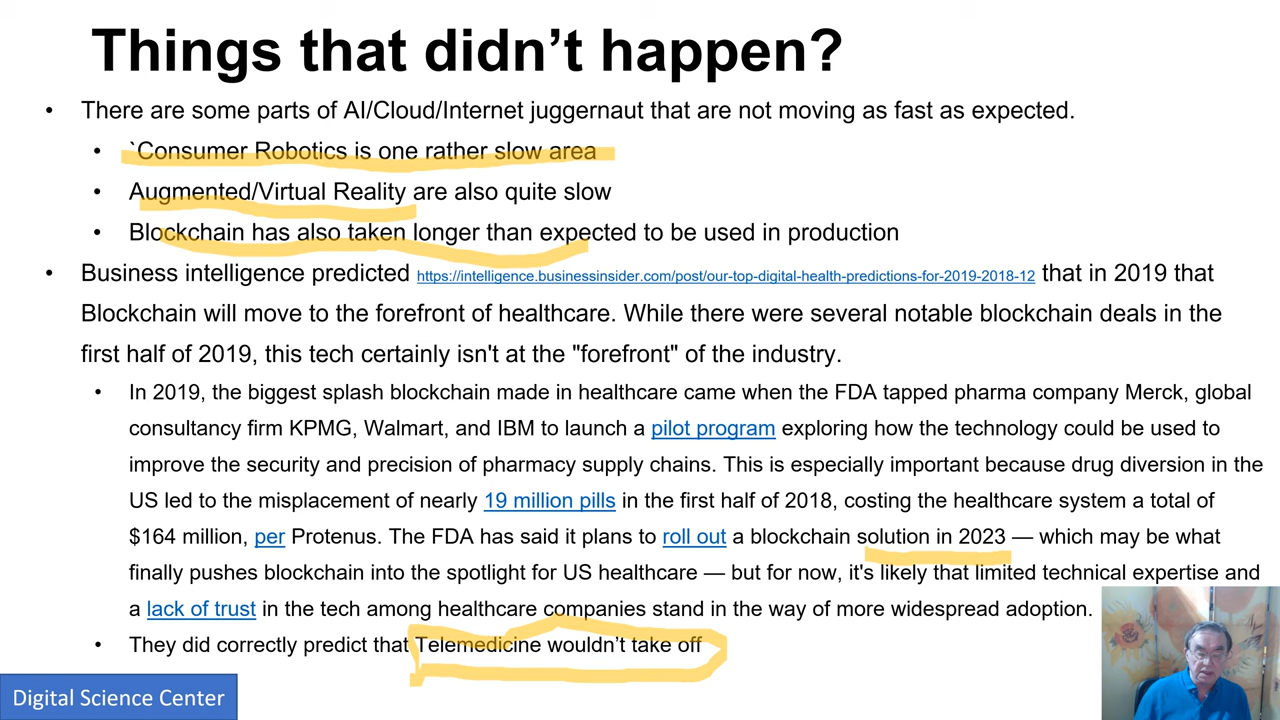 Things that didn’t happen?
• There are some parts of AI/Cloud/Internet juggernaut that are not moving as fast as expected.
• `Consumer Robotics is one rather slow area
• Augmented/Virtual Reality are also quite slow
• Blockchain has also taken longer than expected to be used in production
• Business intelligence predicted https://intelligence.businessinsider.com/post/our-top-digital-health-predictions-for-2019-2018-12 that in 2019 that
Blockchain will move to the forefront of healthcare. While there were several notable blockchain deals in the
first half of 2019, this tech certainly isn't at the "forefront" of the industry.
• In 2019, the biggest splash blockchain made in healthcare came when the FDA tapped pharma company Merck, global
consultancy firm KPMG, Walmart, and IBM to launch a pilot program exploring how the technology could be used to
improve the security and precision of pharmacy supply chains. This is especially important because drug diversion in the
US led to the misplacement of nearly 19 million pills in the first half of 2018, costing the healthcare system a total of
$164 million, per Protenus. The FDA has said it plans to roll out a blockchain solution in 2023 — which may be what
finally pushes blockchain into the spotlight for US healthcare — but for now, it's likely that limited technical expertise and
a lack of trust in the tech among healthcare companies stand in the way of more widespread adoption.
• They did correctly predict that Telemedicine wouldn’t take off
Digital Science Center